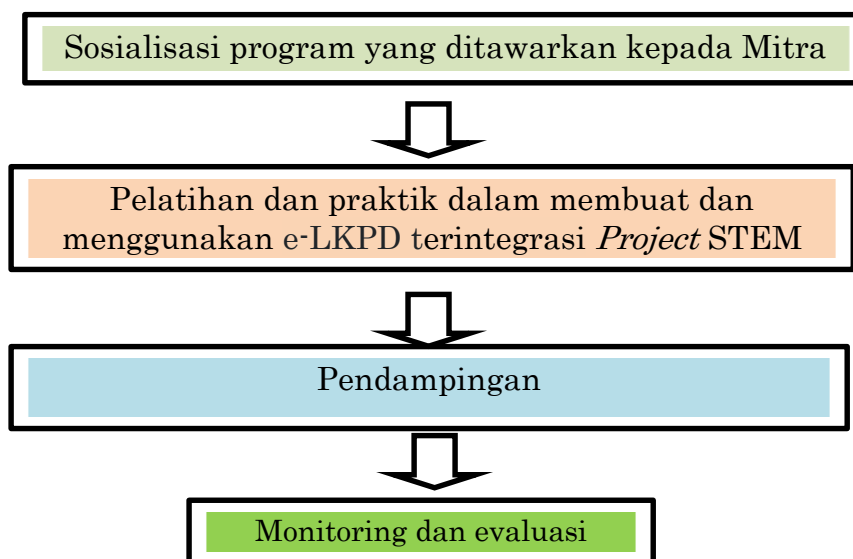 Sosialisasi program yang ditawarkan kepada Mitra
Pelatihan dan praktik dalam membuat dan
menggunakan e-LKPD terintegrasi Project STEM
Pendampingan
Monitoring dan evaluasi